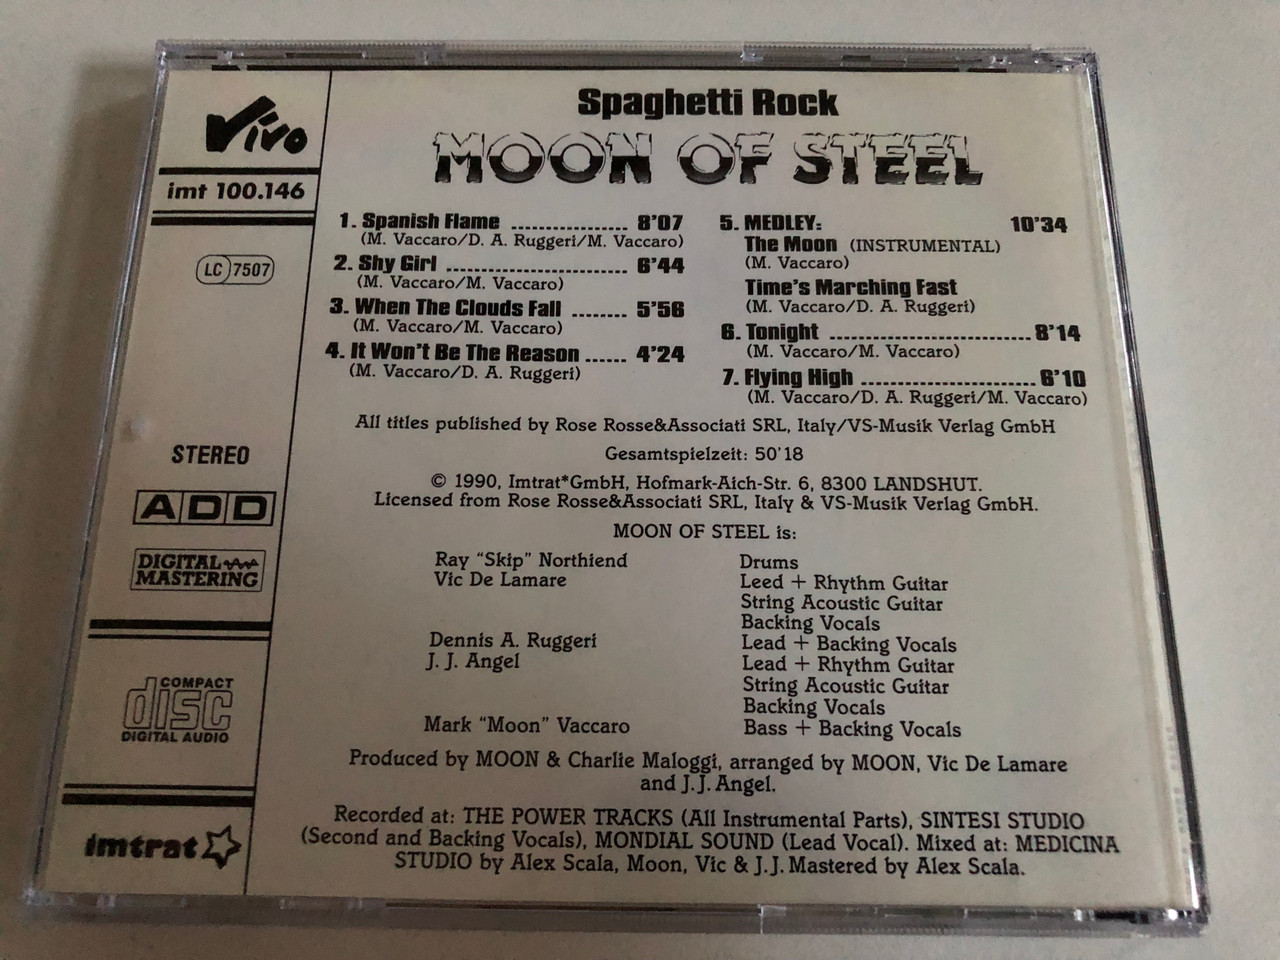 Vivo
imt 100.146
LC 7507
STEREO
ADD
DIGITAL
MASTERING
COMPACT
disc
DIGITAL AUDIO
imtrat
Spaghetti Rock
MOON OF STEEL
1. Spanish Flame ................. 8'07
(M. Vaccaro/D. A. Ruggeri/M. Vaccaro)
2. Shy Girl .......................... 6'44
(M. Vaccaro/M. Vaccaro)
3. When The Clouds Fall ........ 5'56
(M. Vaccaro/M. Vaccaro)
4. It Won't Be The Reason ...... 4'24
(M. Vaccaro/D. A. Ruggeri)
5. MEDLEY: 10'34
The Moon (INSTRUMENTAL)
(M. Vaccaro)
Time's Marching Fast
(M. Vaccaro/D. A. Ruggeri)
6. Tonight ............................. 8'14
(M. Vaccaro/M. Vaccaro)
7. Flying High ......................... 6'10
(M. Vaccaro/D. A. Ruggeri/M. Vaccaro)
All titles published by Rose Rosse&Associati SRL, Italy/VS-Musik Verlag GmbH
Gesamtspielzeit: 50'18
© 1990, Imtrat*GmbH, Hofmark-Aich-Str. 6, 8300 LANDSHUT.
Licensed from Rose Rosse&Associati SRL, Italy & VS-Musik Verlag GmbH.
MOON OF STEEL is:
Ray "Skip" Northiend Drums
Vic De Lamare Leed + Rhythm Guitar
String Acoustic Guitar
Backing Vocals
Dennis A. Ruggeri Lead + Backing Vocals
J. J. Angel Lead + Rhythm Guitar
String Acoustic Guitar
Backing Vocals
Mark "Moon" Vaccaro Bass + Backing Vocals
Produced by MOON & Charlie Maloggi, arranged by MOON, Vic De Lamare
and J.J. Angel.
Recorded at: THE POWER TRACKS (All Instrumental Parts), SINTESI STUDIO
(Second and Backing Vocals), MONDIAL SOUND (Lead Vocal). Mixed at: MEDICINA
STUDIO by Alex Scala, Moon, Vic & J.J. Mastered by Alex Scala.